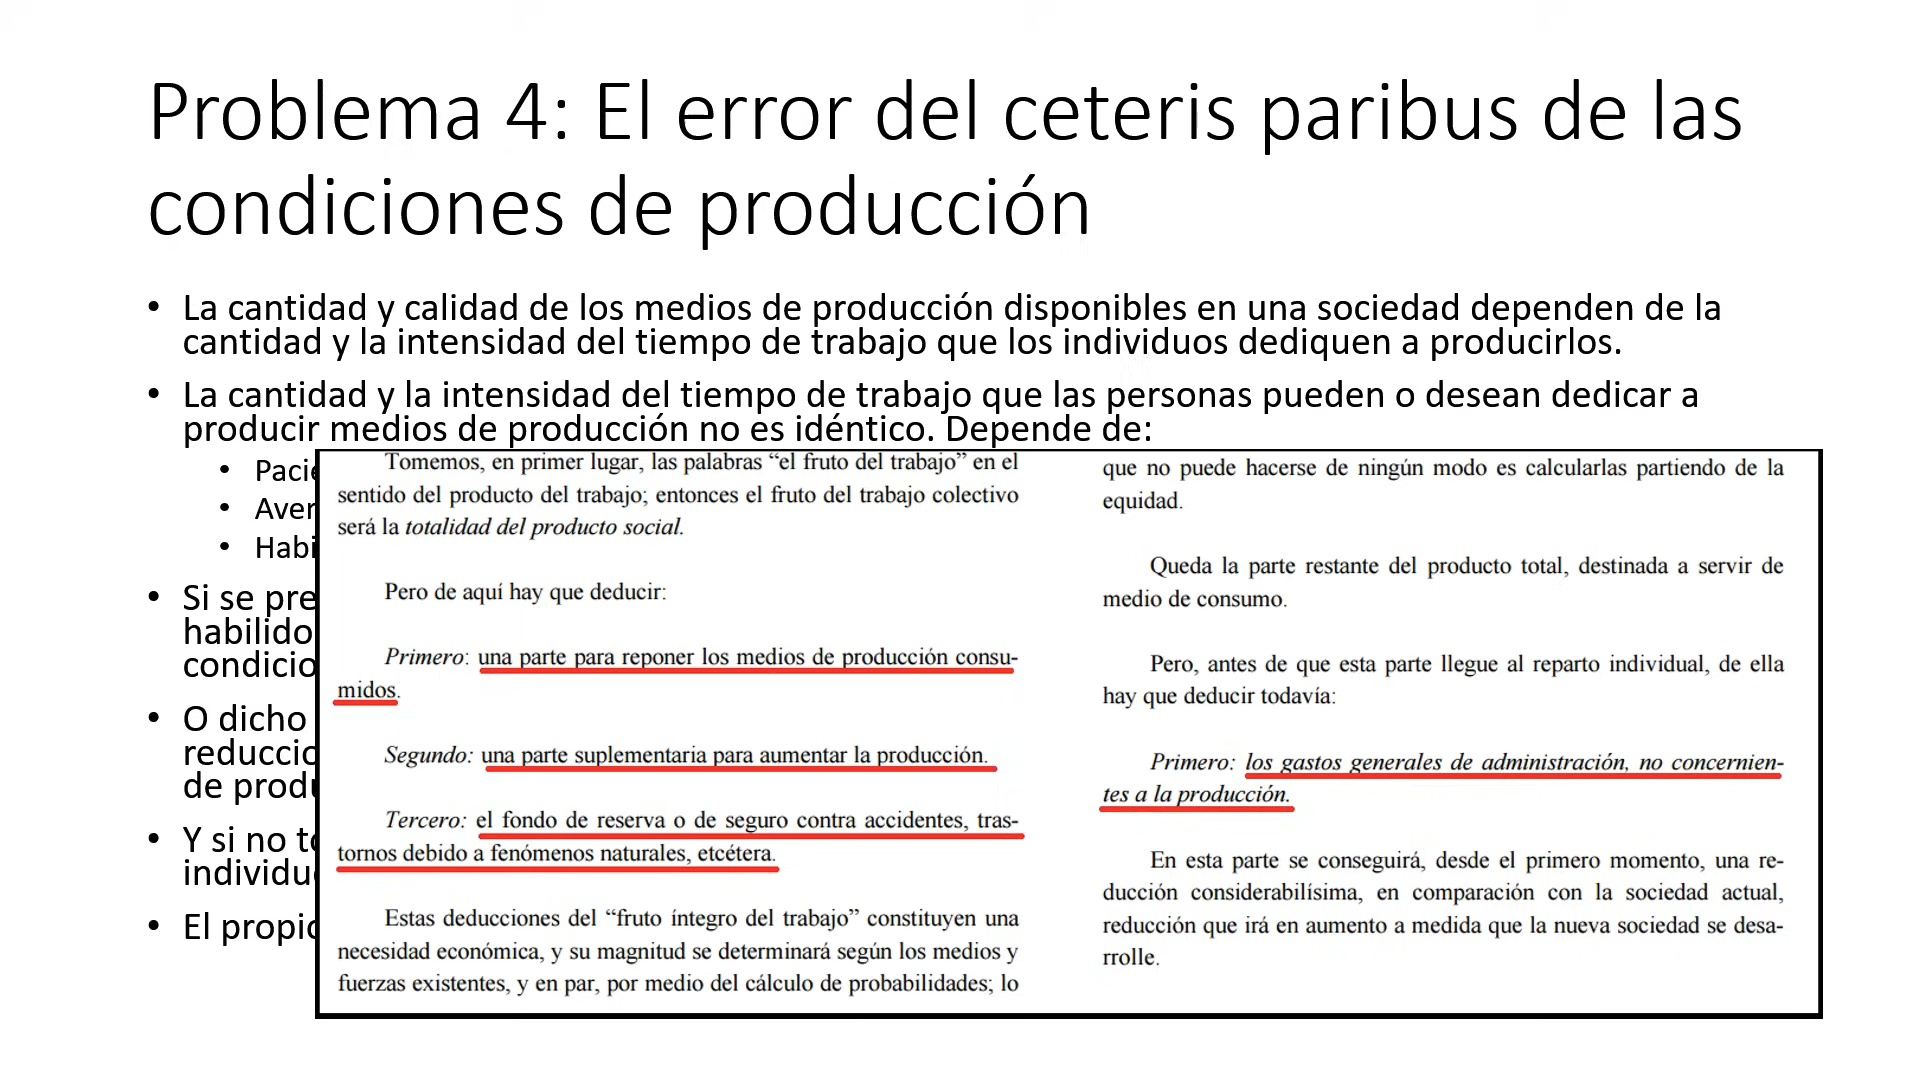 Problema 4: El error del ceteris paribus de las
condiciones de producción
• La cantidad y calidad de los medios de producción disponibles en una sociedad dependen de la
cantidad y la intensidad del tiempo de trabajo que los individuos dediquen a producirlos.
• La cantidad y la intensidad del tiempo de trabajo que las personas pueden o desean dedicar a
producir medios de producción no es idéntico. Depende de:
•
•
•
• Si se
habilido
condicio
• O dicho
reduccio
de
• Y si no
individu
• El
Tomemos, en primer lugar, las palabras “el fruto del trabajo” en el
sentido del producto del trabajo; entonces el fruto del trabajo colectivo
será la totalidad del producto social.
Pero de aquí hay que deducir:
Primero: una parte para reponer los medios de producción consu-
midos.
Segundo: una parte suplementaria para aumentar la producción.
Tercero: el fondo de reserva o de seguro contra accidentes, tras-
tornos debido a fenómenos naturales, etcétera.
Estas deducciones del “fruto íntegro del trabajo” constituyen una
necesidad económica, y su magnitud se determinará según los medios y
fuerzas existentes, y en par, por medio del cálculo de probabilidades; lo
que no puede hacerse de ningún modo es calcularlas partiendo de la
equidad.
Queda la parte restante del producto total, destinada a servir de
medio de consumo.
Pero, antes de que esta parte llegue al reparto individual, de ella
hay que deducir todavía:
Primero: los gastos generales de administración, no concernien-
tes a la producción.
En esta parte se conseguirá, desde el primero momento, una re-
ducción considerabilísima, en comparación con la sociedad actual,
reducción que irá en aumento a medida que la nueva sociedad se desa-
rrolle.